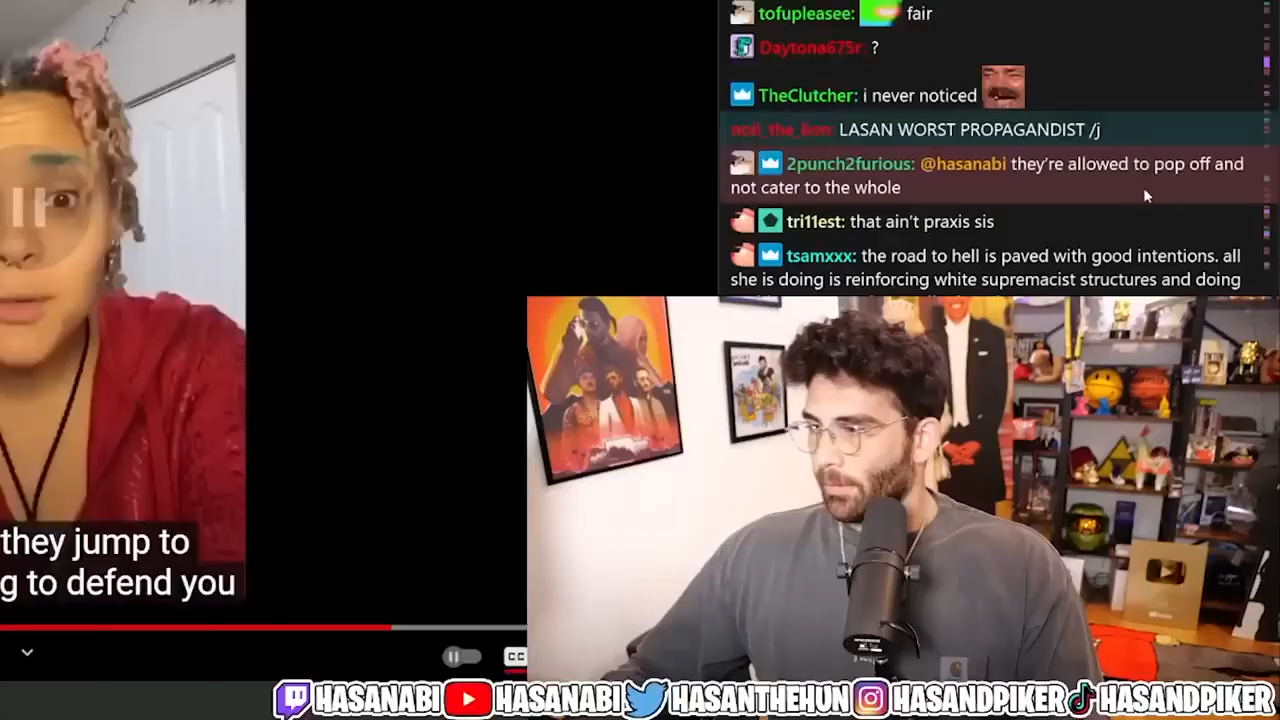 tofupleasee: fair
Daytona675r: ?
TheClutcher: i never noticed
LASAN WORST PROPAGANDIST /j
2punch2furious: @hasanabi they're allowed to pop off and
not cater to the whole
tri11est: that ain't praxis sis
tsamxxx: the road to hell is paved with good intentions. all
she is doing is reinforcing white supremacist structures and doing
they jump to
g to defend you
CC
HASANABI HASANABI HASANTHEHUN HASANDPIKER HASANDPIKER